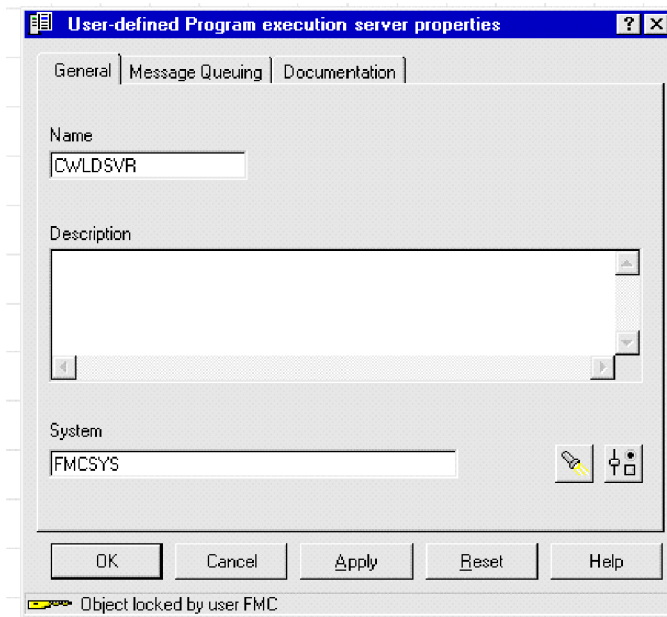 User-defined Program execution server properties ? X
General Message Queuing Documentation
Name
CWLDSVR
Description
System
FMCSYS
OK Cancel Apply Reset Help
Object locked by user FMC